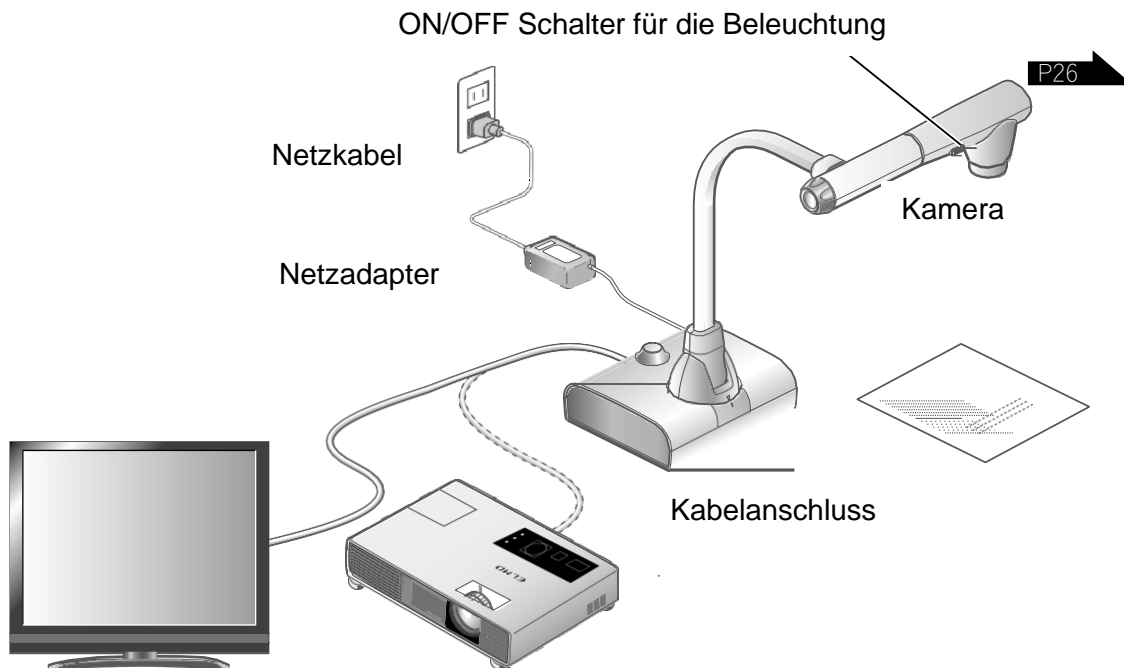 ON/OFF Schalter für die Beleuchtung
P26
Netzkabel
Kamera
Netzadapter
Kabelanschluss
ELMO